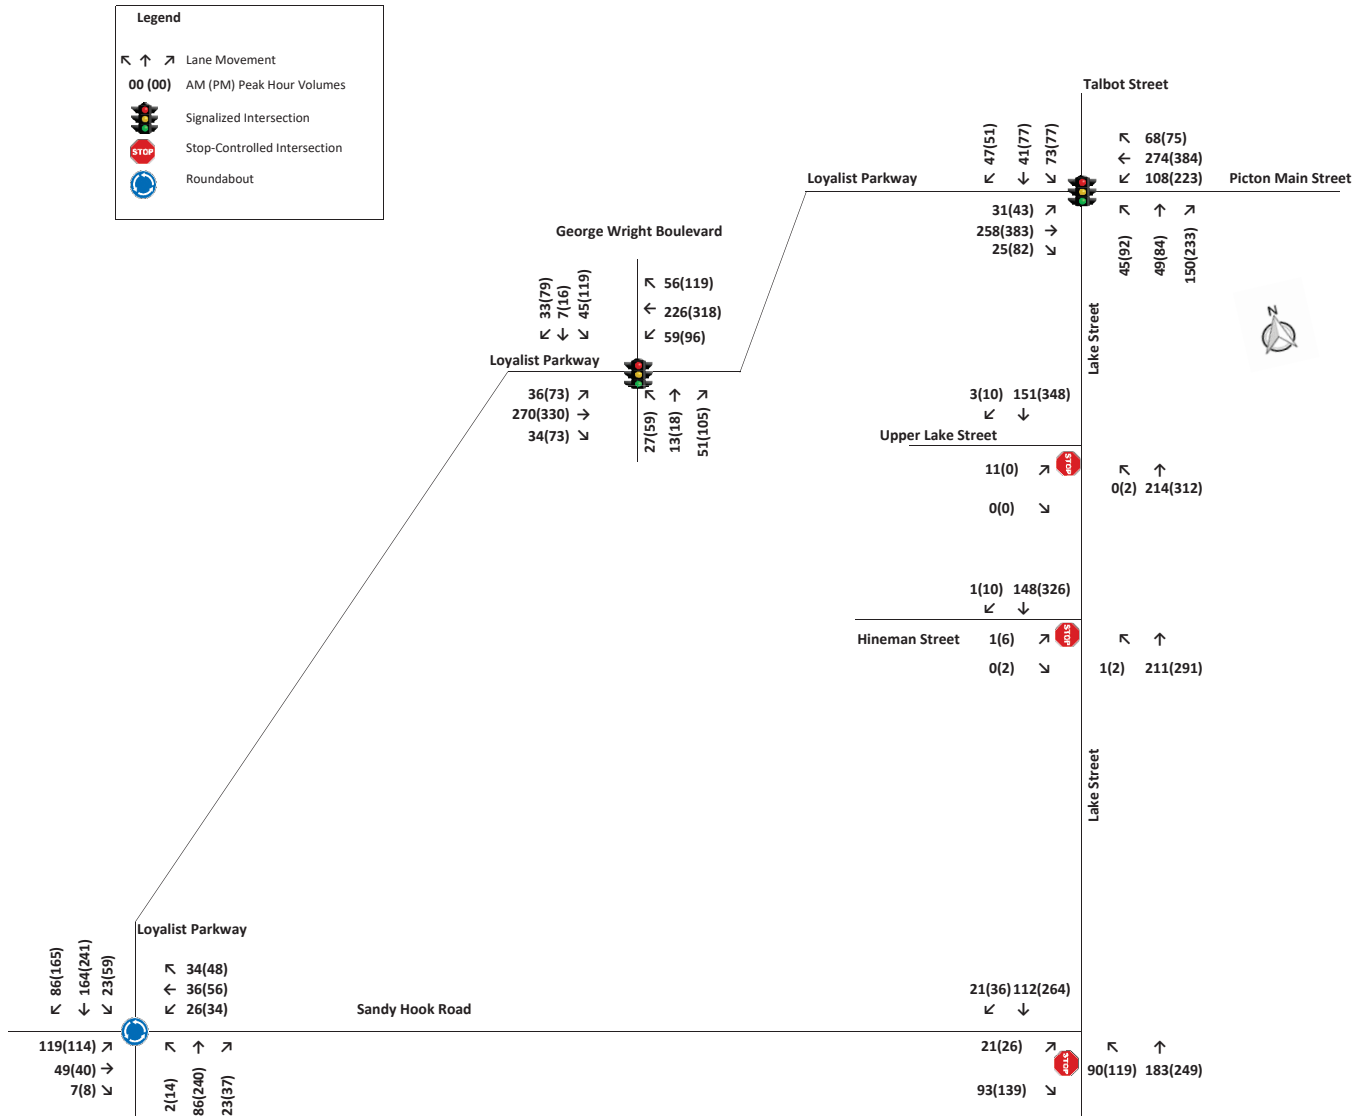 Legend
Lane Movement
00 (00) AM (PM) Peak Hour Volumes
Signalized Intersection
STOP Stop-Controlled Intersection
Roundabout
Talbot Street
47(51) 41(77) 73(77)
68(75)
274(384)
108(223)
Loyalist Parkway
Picton Main Street
31(43)
258(383)
25(82)
45(92) 49(84) 150(233)
George Wright Boulevard
33(79) 7(16) 45(119)
56(119)
226(318)
59(96)
Loyalist Parkway
36(73)
270(330)
34(73)
27(59) 13(18) 51(105)
N
Lake Street
3(10) 151(348)
Upper Lake Street
STOP
11(0)
0(0)
0(2) 214(312)
1(10) 148(326)
Hineman Street
STOP
1(6)
0(2)
1(2) 211(291)
Lake Street
Loyalist Parkway
86(165) 164(241) 23(59)
34(48)
36(56)
26(34)
Sandy Hook Road
119(114)
49(40)
7(8)
2(14) 86(240) 23(37)
21(36) 112(264)
21(26)
93(139)
STOP
90(119) 183(249)